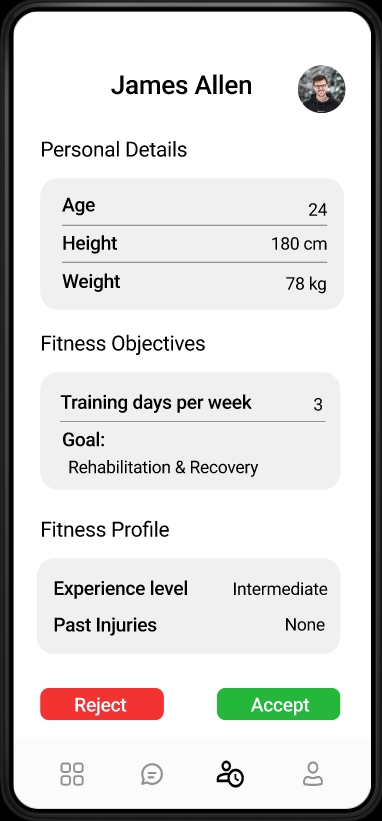 James Allen
Personal Details
Age 24
Height 180 cm
Weight 78 kg
Fitness Objectives
Training days per week 3
Goal:
Rehabilitation & Recovery
Fitness Profile
Experience level Intermediate
Past Injuries None
Reject Accept